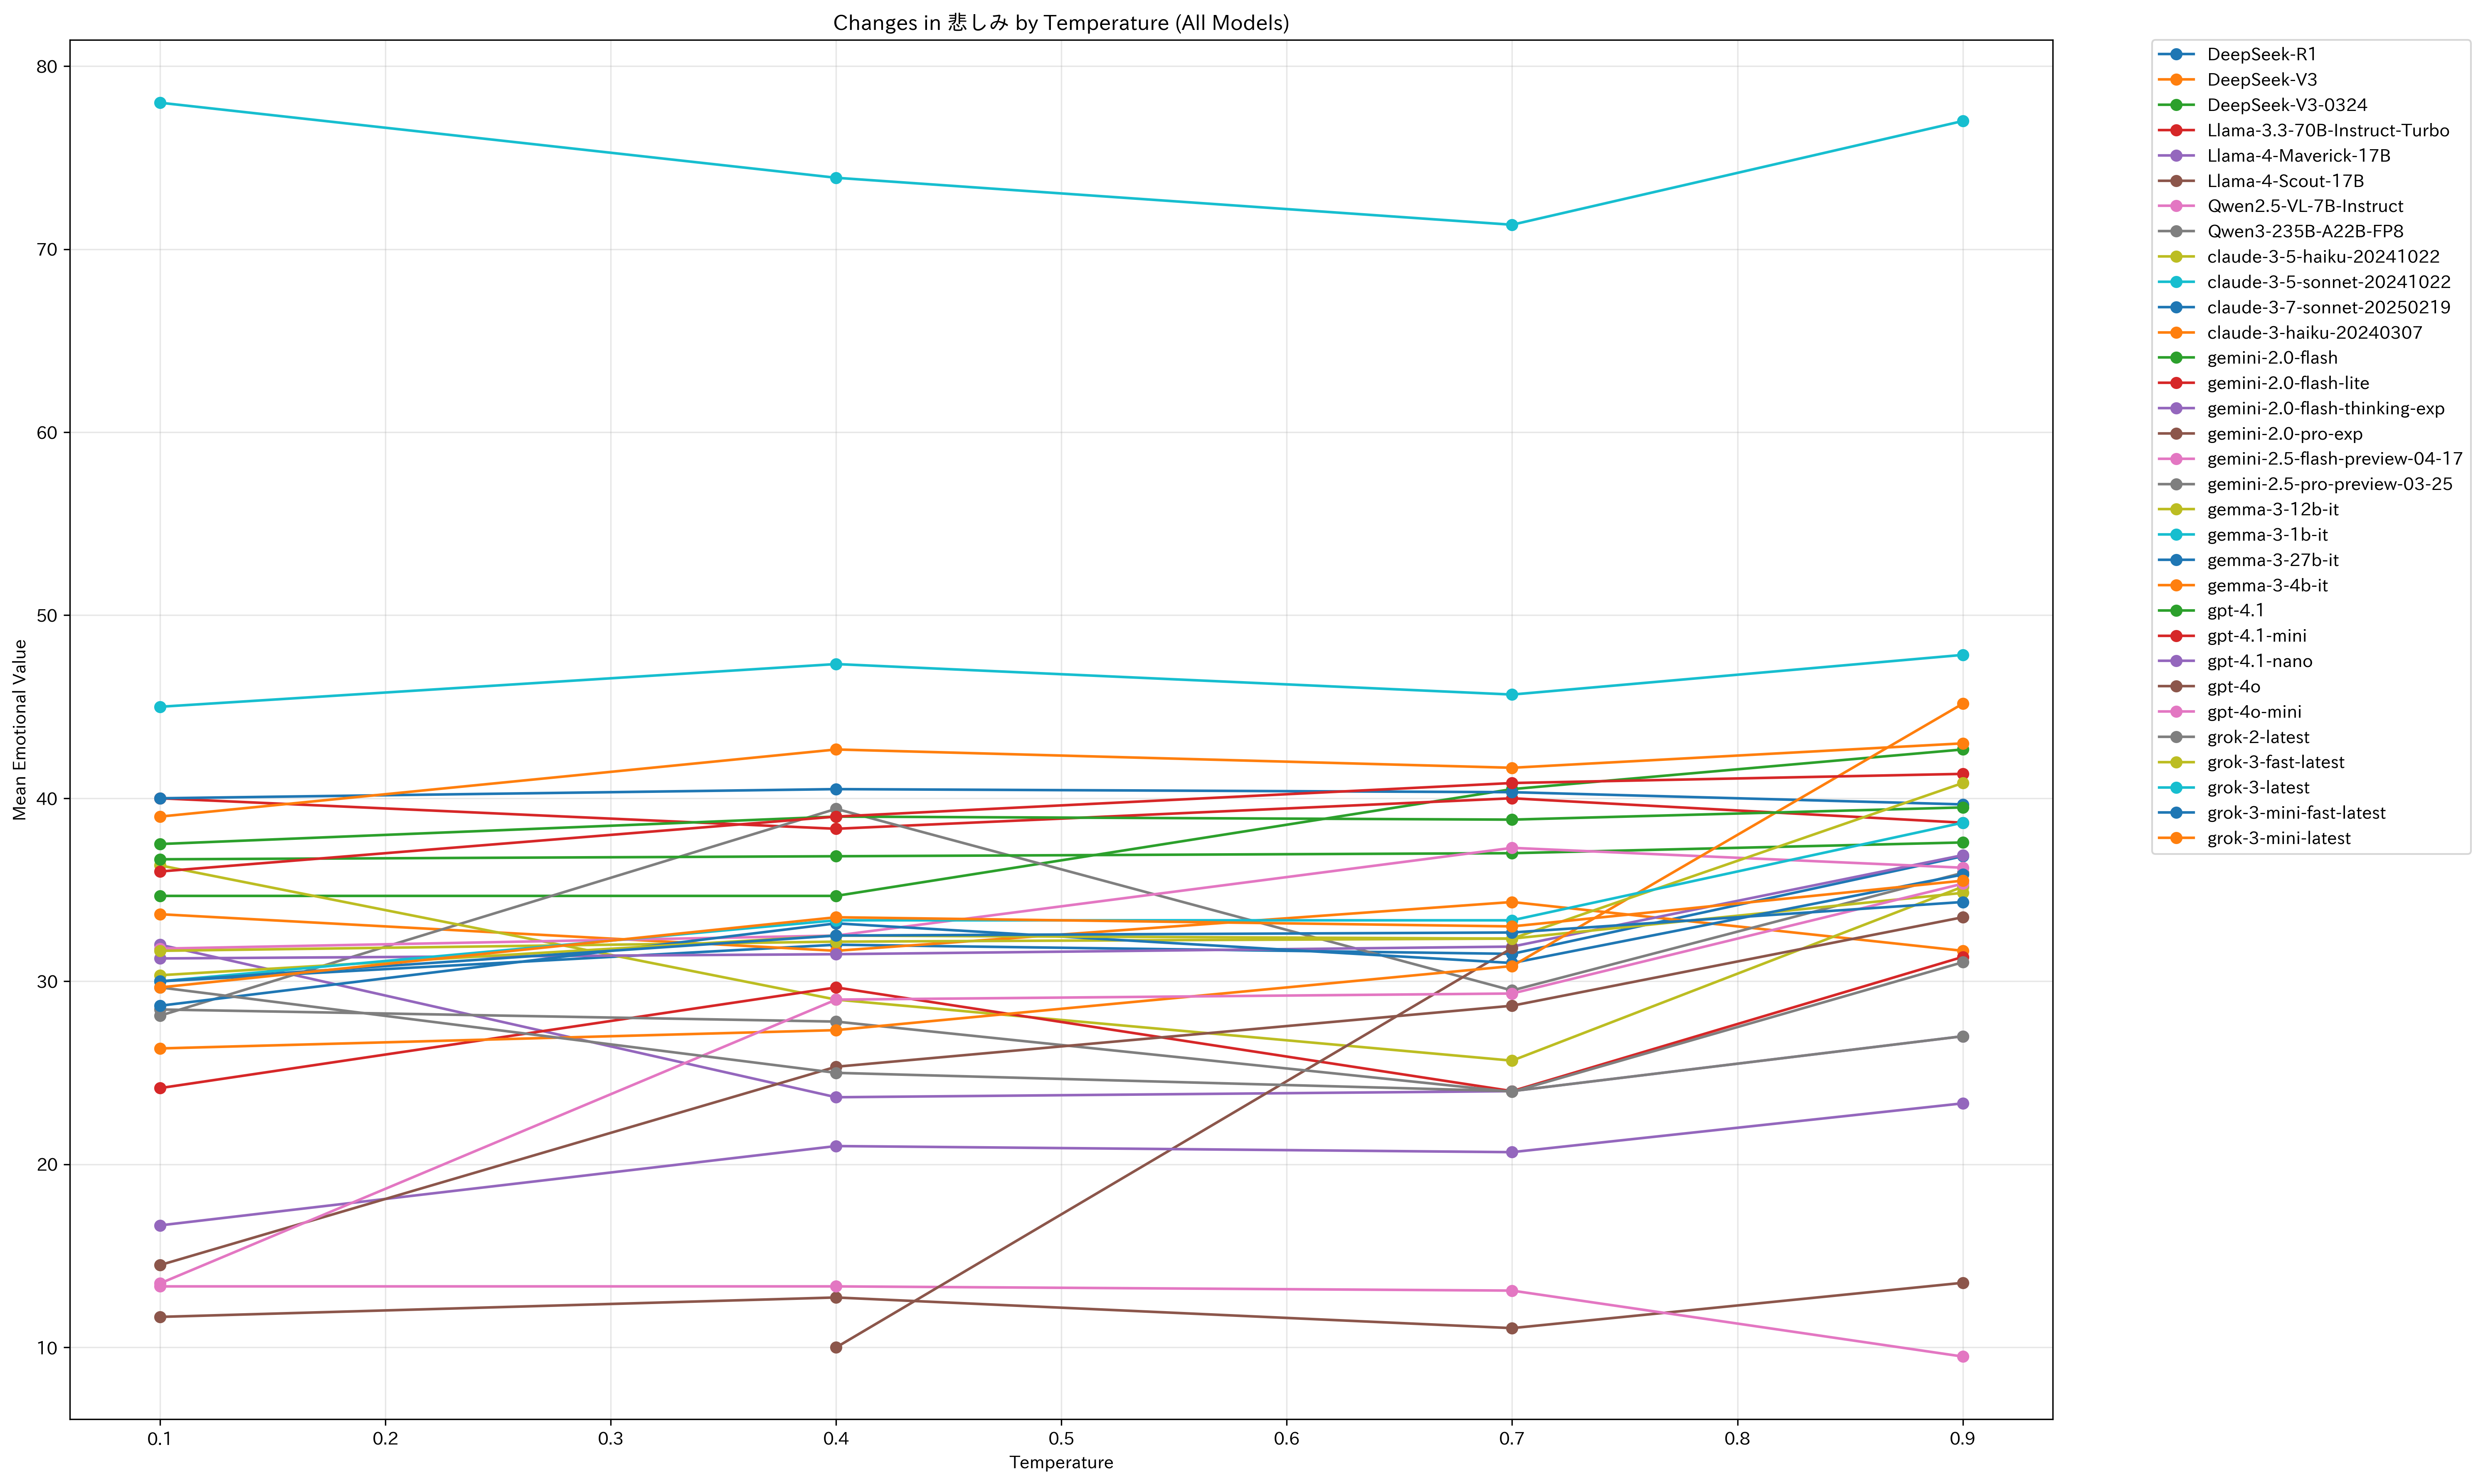 Changes in 悲しみ by Temperature (All Models)
80
70
60
50
40
30
20
10
Mean Emotional Value
0.1
0.2
0.3
0.4
0.5
0.6
0.7
0.8
0.9
Temperature
DeepSeek-R1
DeepSeek-V3
DeepSeek-V3-0324
Llama-3.3-70B-Instruct-Turbo
Llama-4-Maverick-17B
Llama-4-Scout-17B
Qwen2.5-VL-7B-Instruct
Qwen3-235B-A22B-FP8
claude-3-5-haiku-20241022
claude-3-5-sonnet-20241022
claude-3-7-sonnet-20250219
claude-3-haiku-20240307
gemini-2.0-flash
gemini-2.0-flash-lite
gemini-2.0-flash-thinking-exp
gemini-2.0-pro-exp
gemini-2.5-flash-preview-04-17
gemini-2.5-pro-preview-03-25
gemma-3-12b-it
gemma-3-1b-it
gemma-3-27b-it
gemma-3-4b-it
gpt-4.1
gpt-4.1-mini
gpt-4.1-nano
gpt-4o
gpt-4o-mini
grok-2-latest
grok-3-fast-latest
grok-3-latest
grok-3-mini-fast-latest
grok-3-mini-latest